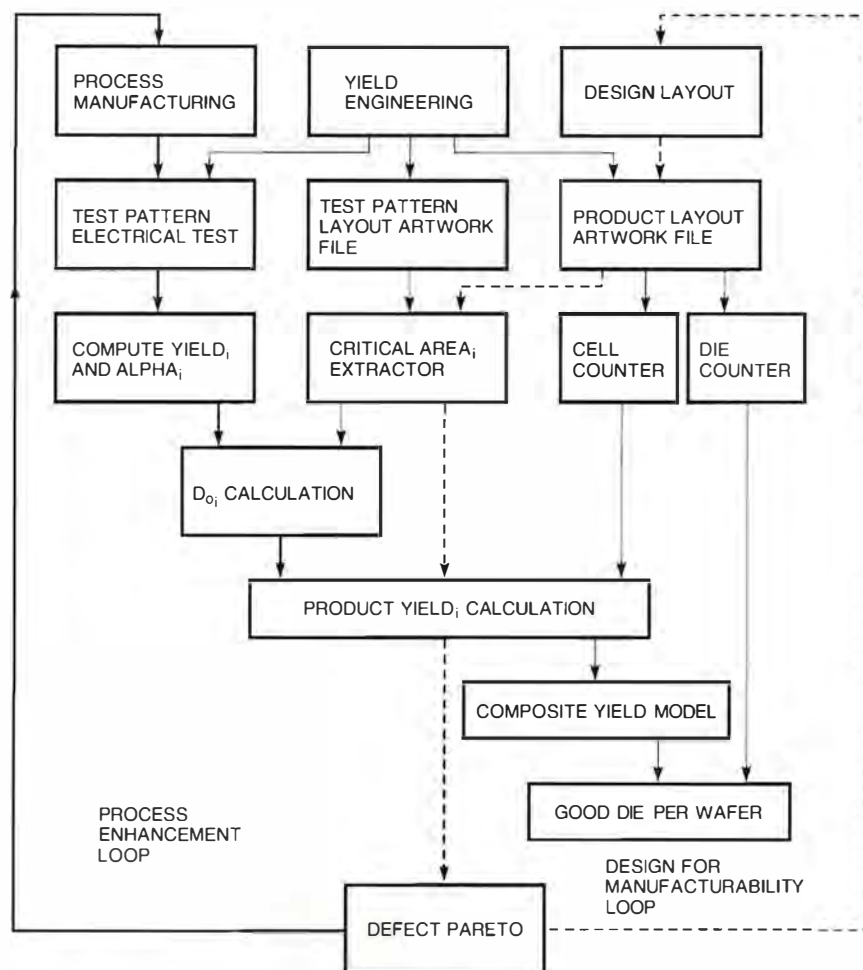 PROCESS
MANUFACTURING
YIELD
ENGINEERING
DESIGN LAYOUT
TEST PATTERN
ELECTRICAL TEST
TEST PATTERN
LAYOUT ARTWORK
FILE
PRODUCT LAYOUT
ARTWORK FILE
COMPUTE YIELDi
AND ALPHAi
CRITICAL AREAi
EXTRACTOR
CELL
COUNTER
DIE
COUNTER
D0i CALCULATION
PRODUCT YIELDi CALCULATION
COMPOSITE YIELD MODEL
GOOD DIE PER WAFER
PROCESS
ENHANCEMENT
LOOP
DESIGN FOR
MANUFACTURABILITY
LOOP
DEFECT PARETO